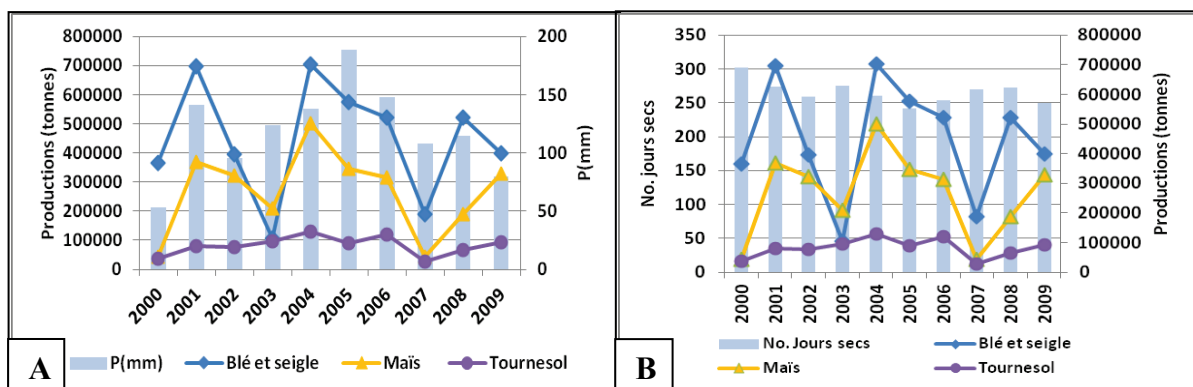 Productions (tonnes)
800000
700000
600000
500000
400000
300000
200000
100000
0
200
150
100
50
0
P(mm)
2000 2001 2002 2003 2004 2005 2006 2007 2008 2009
P(mm) Blé et seigle Maïs Tournesol
A
No. jours secs
350
300
250
200
150
100
50
0
800000
700000
600000
500000
400000
300000
200000
100000
0
Productions (tonnes)
2000 2001 2002 2003 2004 2005 2006 2007 2008 2009
No. Jours secs Blé et seigle
Maïs Tournesol
B